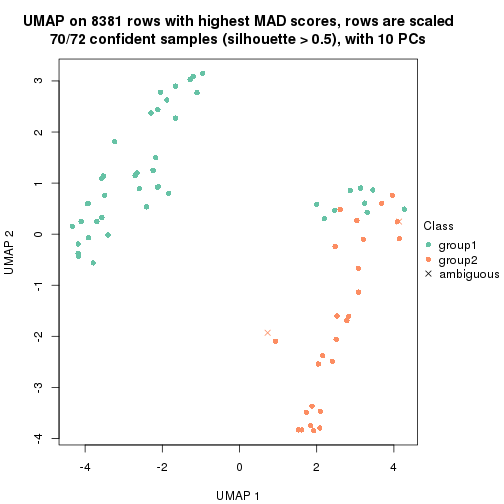 UMAP on 8381 rows with highest MAD scores, rows are scaled
70/72 confident samples (silhouette > 0.5), with 10 PCs
3
2
1
0
-1
-2
-3
-4
UMAP 2
-4
-2
0
2
4
UMAP 1
Class
group1
group2
ambiguous